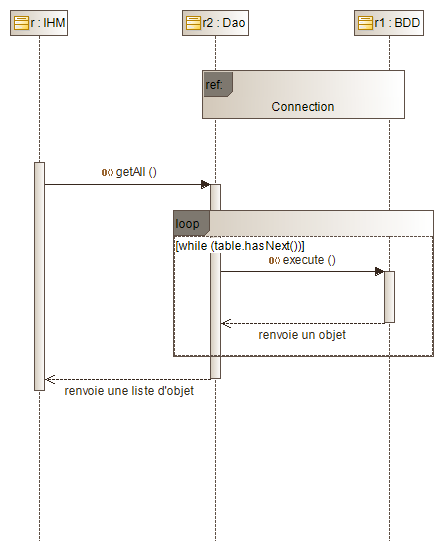 r : IHM
r2 : Dao
r1 : BDD
ref:
Connection
getAll ()
loop
[while (table.hasNext())]
execute ()
renvoie un objet
renvoie une liste d'objet